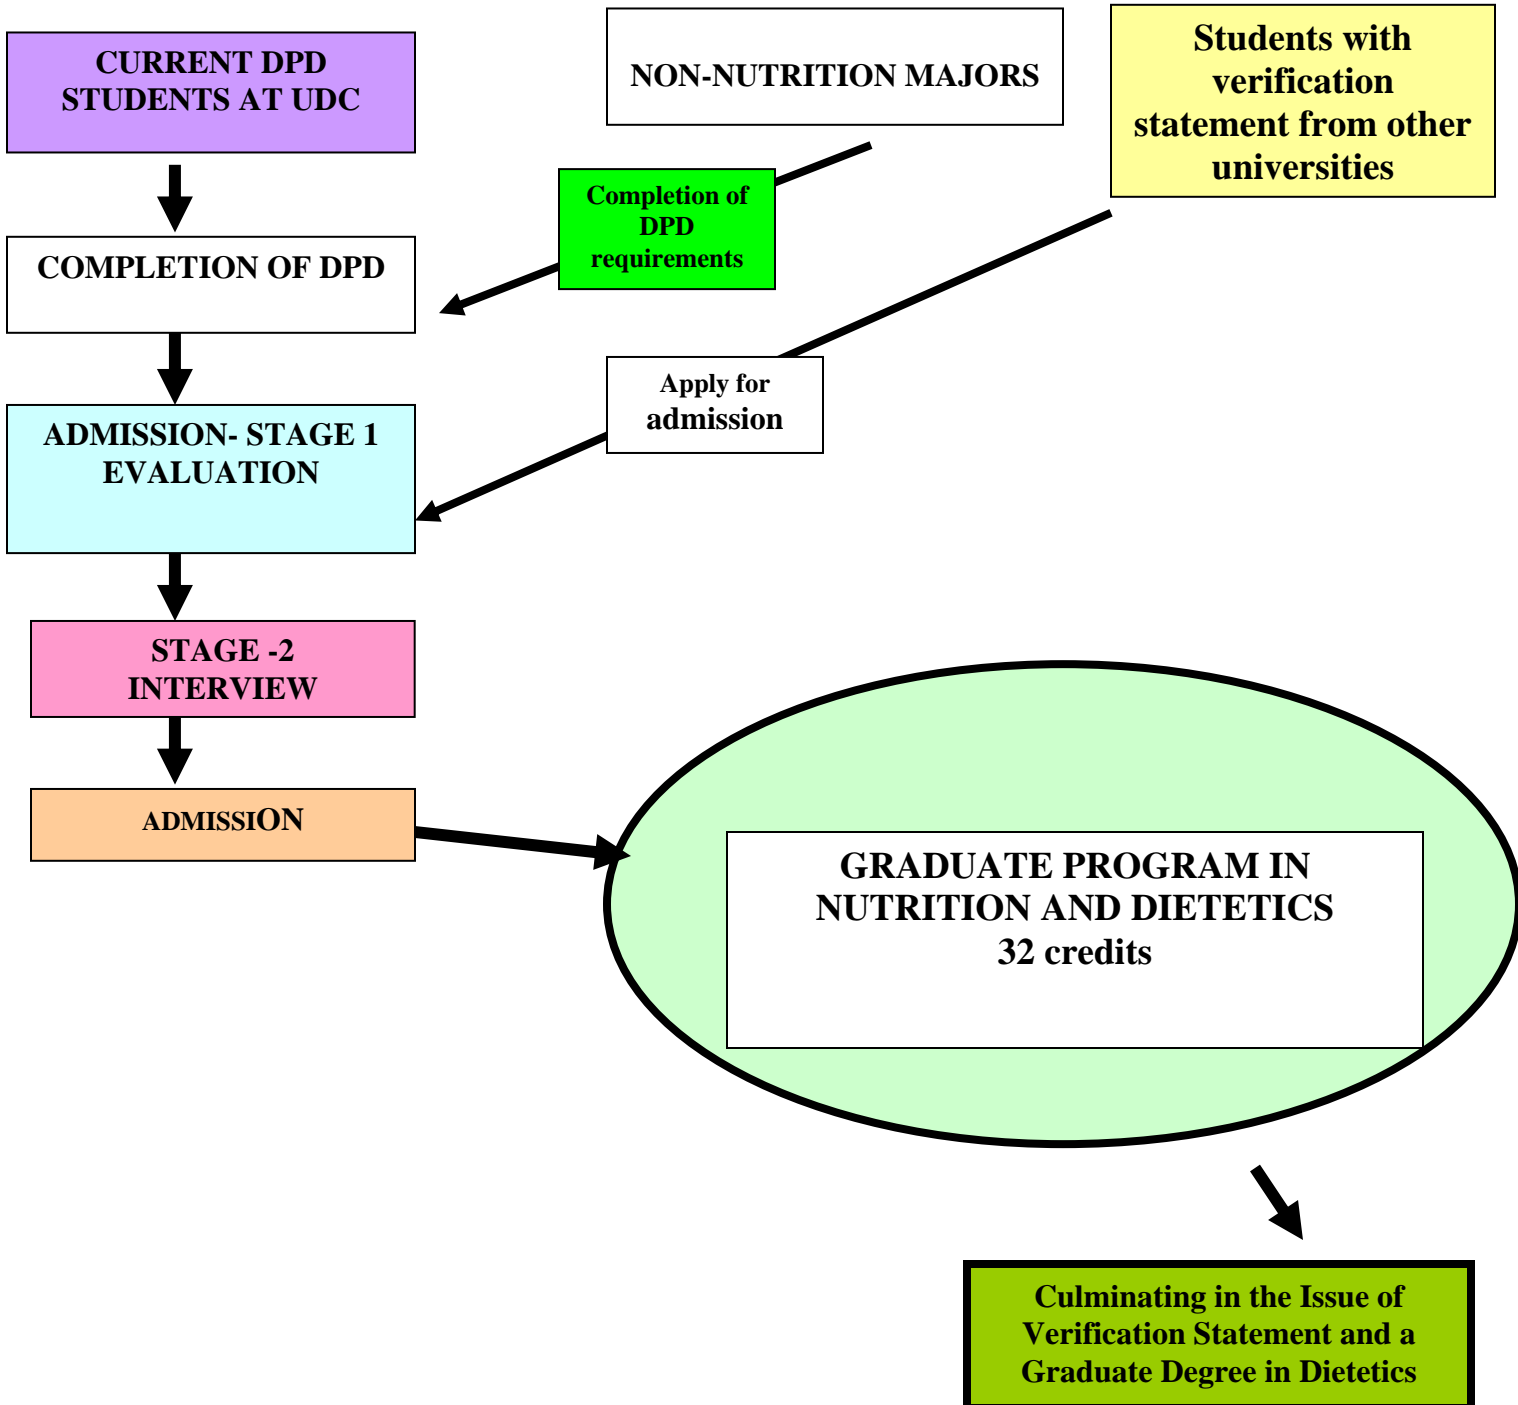 CURRENT DPD
STUDENTS AT UDC
NON-NUTRITION MAJORS
Students with
verification
statement from other
universities
Completion of
DPD
requirements
COMPLETION OF DPD
Apply for
admission
ADMISSION- STAGE 1
EVALUATION
STAGE -2
INTERVIEW
ADMISSION
GRADUATE PROGRAM IN
NUTRITION AND DIETETICS
32 credits
Culminating in the Issue of
Verification Statement and a
Graduate Degree in Dietetics